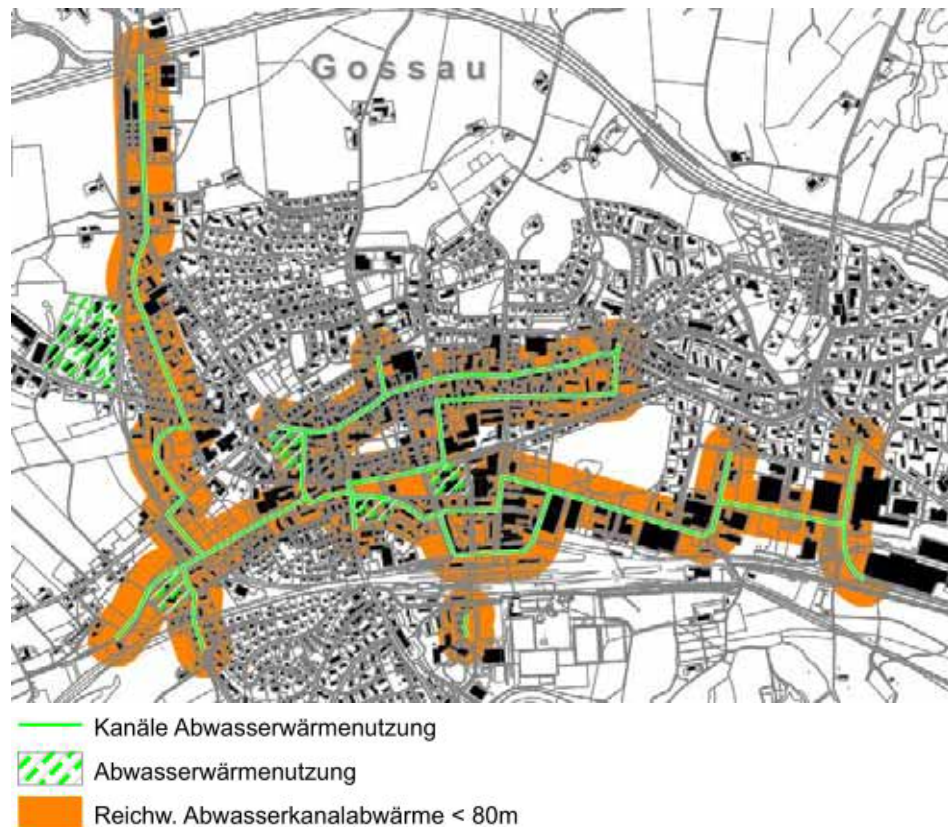 Gossau
Kanäle Abwasserwärmenutzung
Abwasserwärmenutzung
Reichw. Abwasserkanalabwärme < 80m